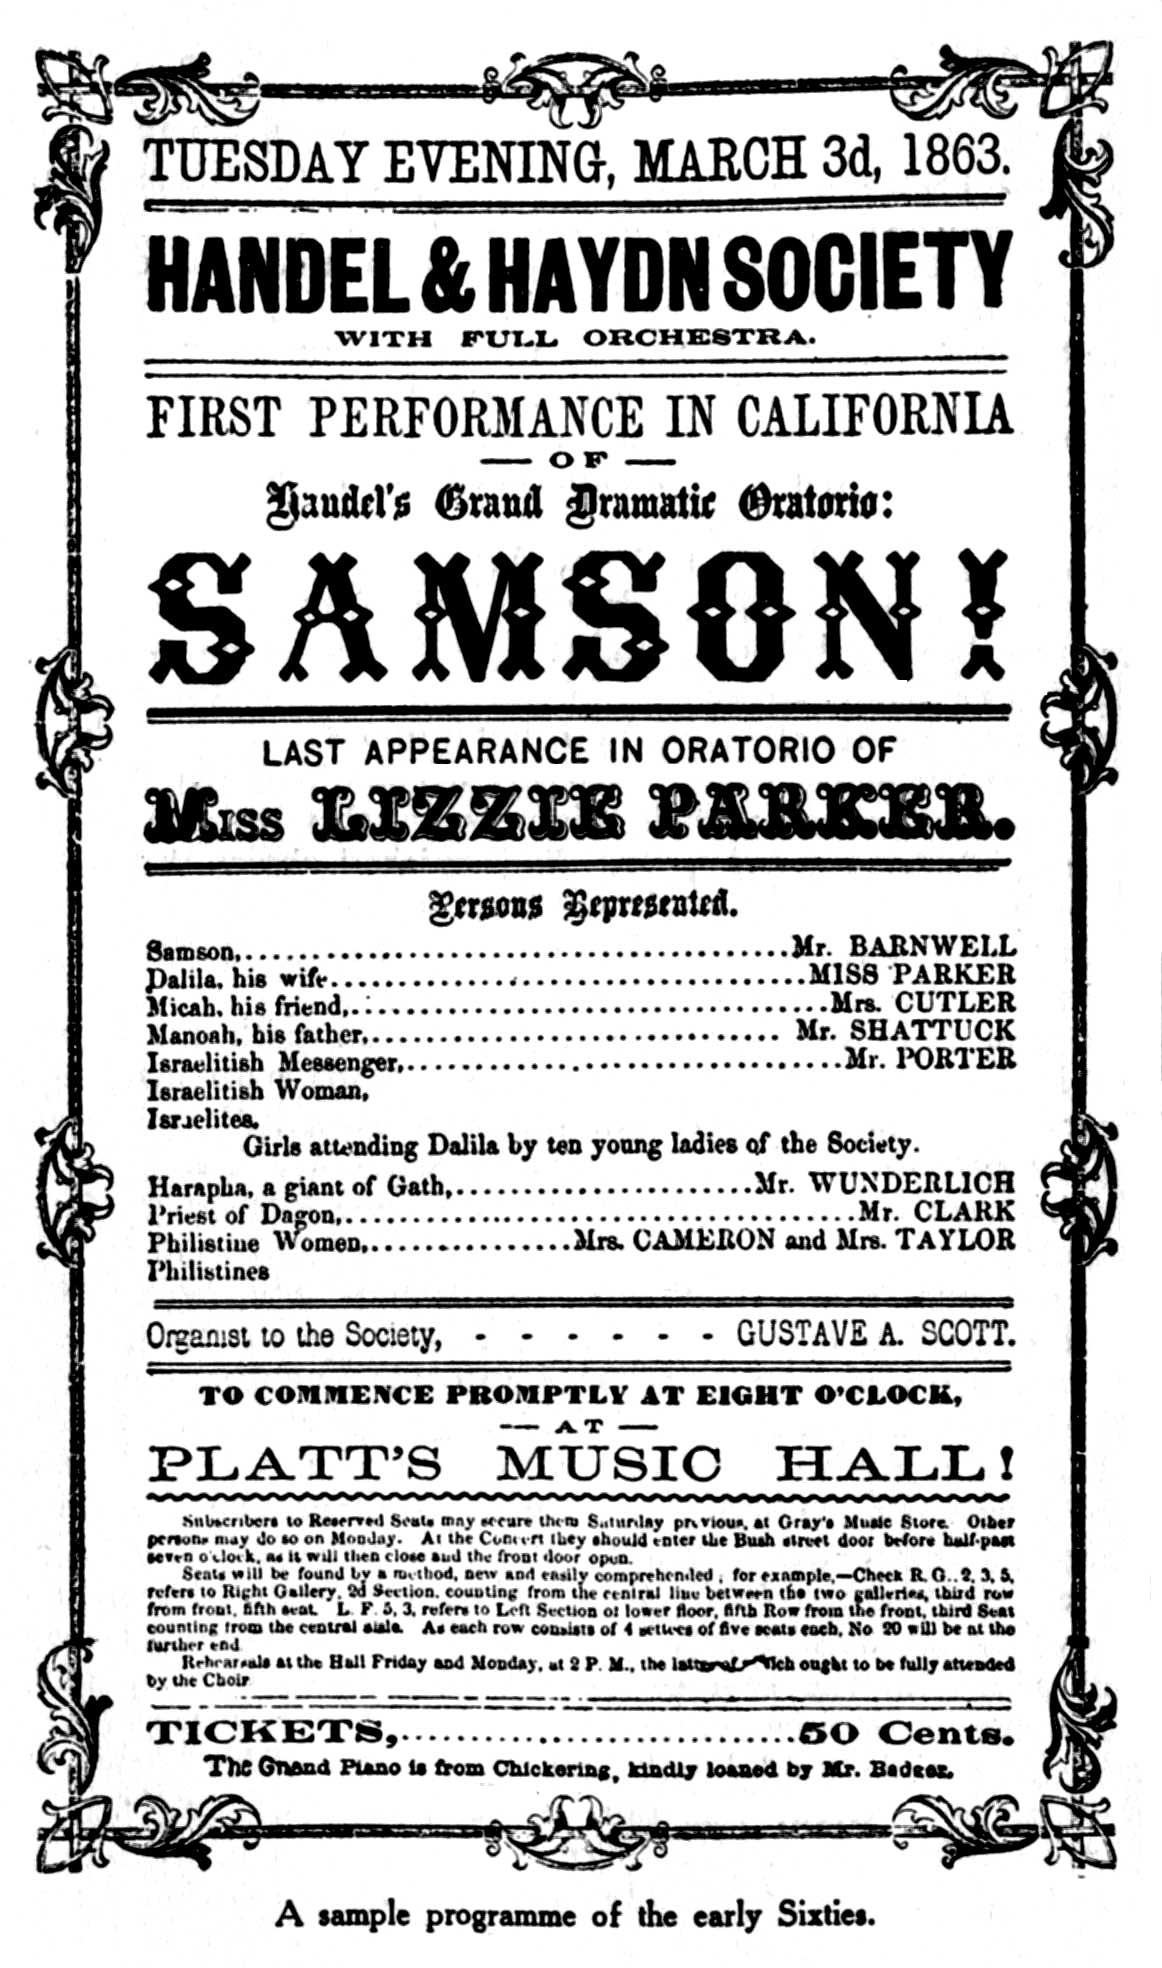 TUESDAY EVENING, MARCH 3d, 1863.
HANDEL & HAYDN SOCIETY
WITH FULL ORCHESTRA.
FIRST PERFORMANCE IN CALIFORNIA
— OF —
Handel's Grand Dramatic Oratorio:
SAMSON!
LAST APPEARANCE IN ORATORIO OF
Miss LIZZIE PARKER.
Persons Represented.
Samson,........................................Mr. BARNWELL
Dalila, his wife........................................MISS PARKER
Micah, his friend,........................................Mrs. CUTLER
Manoah, his father,........................................Mr. SHATTUCK
Israelitish Messenger,........................................Mr. PORTER
Israelitish Woman,
Israelites.
Girls attending Dalila by ten young ladies of the Society.
Harapha, a giant of Gath,........................................Mr. WUNDERLICH
Priest of Dagon,........................................Mr. CLARK
Philistine Women,................Mrs. CAMERON and Mrs. TAYLOR
Philistines
Organist to the Society, - - - - - - GUSTAVE A. SCOTT.
TO COMMENCE PROMPTLY AT EIGHT O'CLOCK,
— AT —
PLATT'S MUSIC HALL!
Subscribers to Reserved Seats may secure them Saturday previous, at Gray's Music Store. Other
persons may do so on Monday. At the Concert they should enter the Bush street door before half-past
seven o'clock, as it will then close and the front door open.
Seats will be found by a method, new and easily comprehended; for example,—Check R. G., 2, 3, 5,
refers to Right Gallery, 2d Section, counting from the central line between the two galleries, third row
from front, fifth seat. L. F. 5, 3, refers to Left Section of lower floor, fifth Row from the front, third Seat
counting from the central aisle. As each row consists of 4 settees of five seats each, No 20 will be at the
further end
Rehearsals at the Hall Friday and Monday, at 2 P. M., the latter of which ought to be fully attended
by the Choir
TICKETS,..............................50 Cents.
The Grand Piano is from Chickering, kindly loaned by Mr. Badger.
A sample programme of the early Sixties.